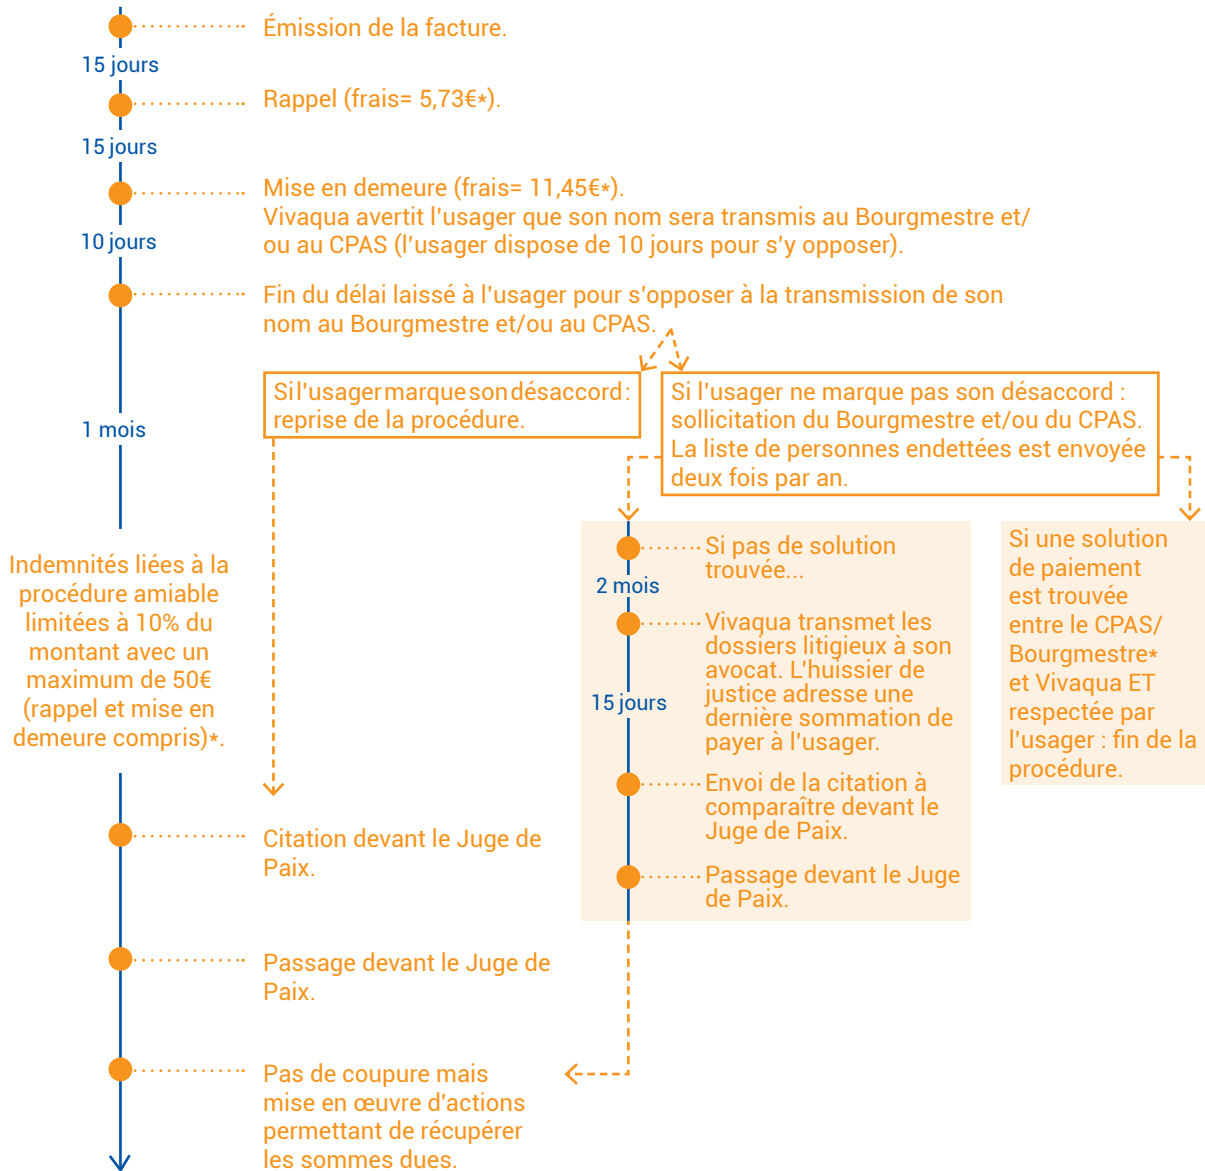 Émission de la facture.
15 jours
Rappel (frais= 5,73€*).
15 jours
Mise en demeure (frais= 11,45€*).
Vivaqua avertit l'usager que son nom sera transmis au Bourgmestre et/
ou au CPAS (l'usager dispose de 10 jours pour s'y opposer).
10 jours
Fin du délai laissé à l'usager pour s'opposer à la transmission de son
nom au Bourgmestre et/ou au CPAS.
Si l'usager marque son désaccord :
reprise de la procédure.
Si l'usager ne marque pas son désaccord :
sollicitation du Bourgmestre et/ou du CPAS.
La liste de personnes endettées est envoyée
deux fois par an.
1 mois
Indemnités liées à la
procédure amiable
limitées à 10% du
montant avec un
maximum de 50€
(rappel et mise en
demeure compris)*.
Si pas de solution
trouvée...
2 mois
Vivaqua transmet les
dossiers litigieux à son
avocat. L'huissier de
justice adresse une
dernière sommation de
payer à l'usager.
15 jours
Envoi de la citation à
comparaître devant le
Juge de Paix.
Passage devant le Juge
de Paix.
Si une solution
de paiement
est trouvée
entre le CPAS/
Bourgmestre*
et Vivaqua ET
respectée par
l'usager : fin de la
procédure.
Citation devant le Juge de
Paix.
Passage devant le Juge de
Paix.
Pas de coupure mais
mise en œuvre d'actions
permettant de récupérer
les sommes dues.